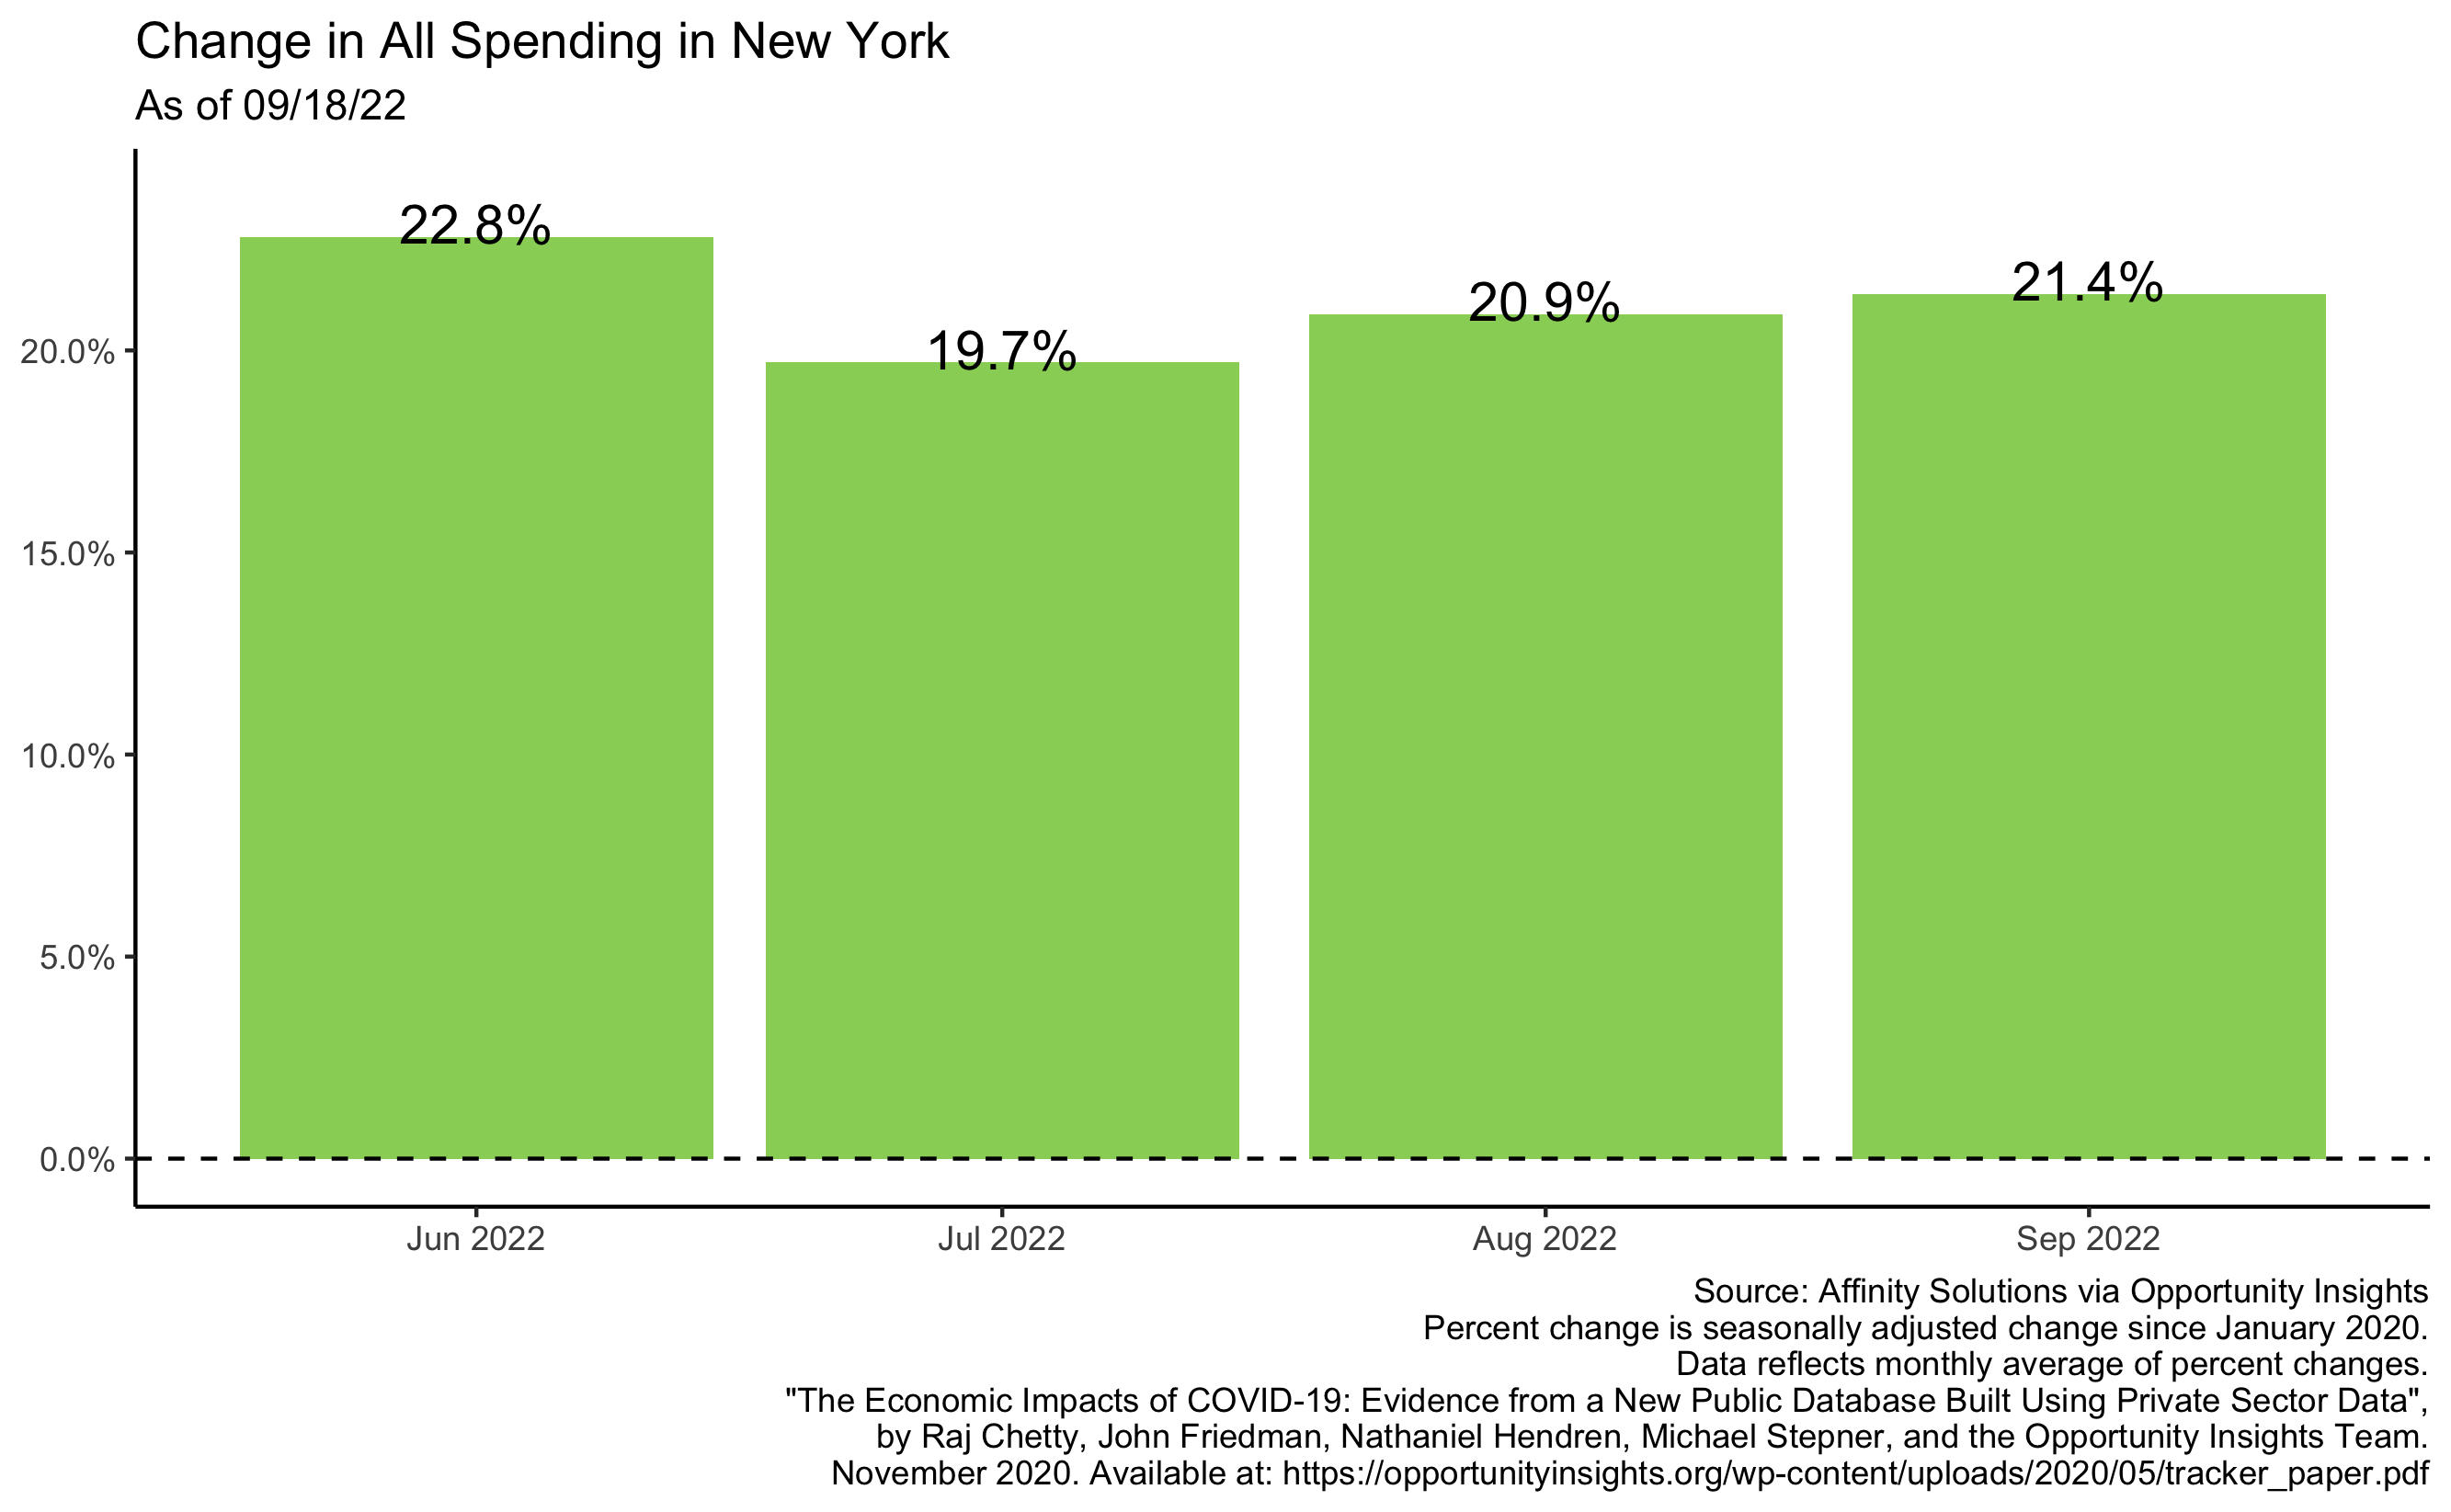 Change in All Spending in New York
As of 09/18/22
22.8%
19.7%
20.9%
21.4%
20.0%
15.0%
10.0%
5.0%
0.0%
Jun 2022
Jul 2022
Aug 2022
Sep 2022
Source: Affinity Solutions via Opportunity Insights
Percent change is seasonally adjusted change since January 2020.
Data reflects monthly average of percent changes.
"The Economic Impacts of COVID-19: Evidence from a New Public Database Built Using Private Sector Data",
by Raj Chetty, John Friedman, Nathaniel Hendren, Michael Stepner, and the Opportunity Insights Team.
November 2020. Available at: https://opportunityinsights.org/wp-content/uploads/2020/05/tracker_paper.pdf